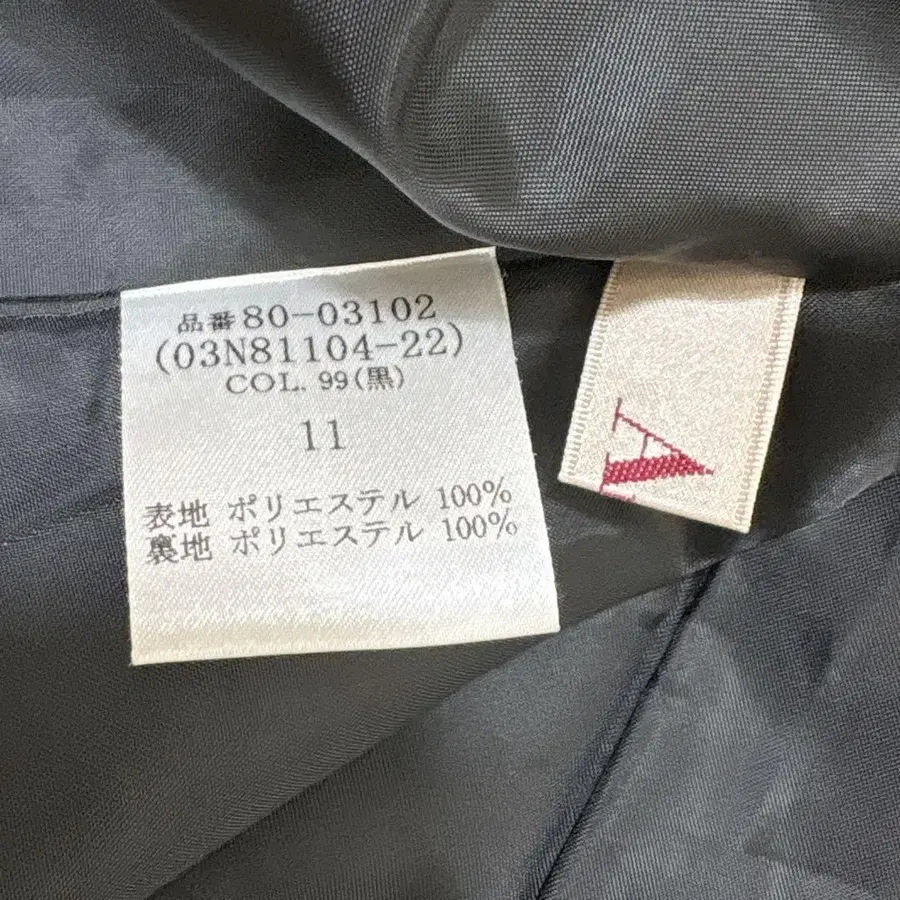 品番80-03102
(03N81104-22)
COL. 99(黒)
11
表地 ポリエステル 100%
裏地 ポリエステル 100%
A